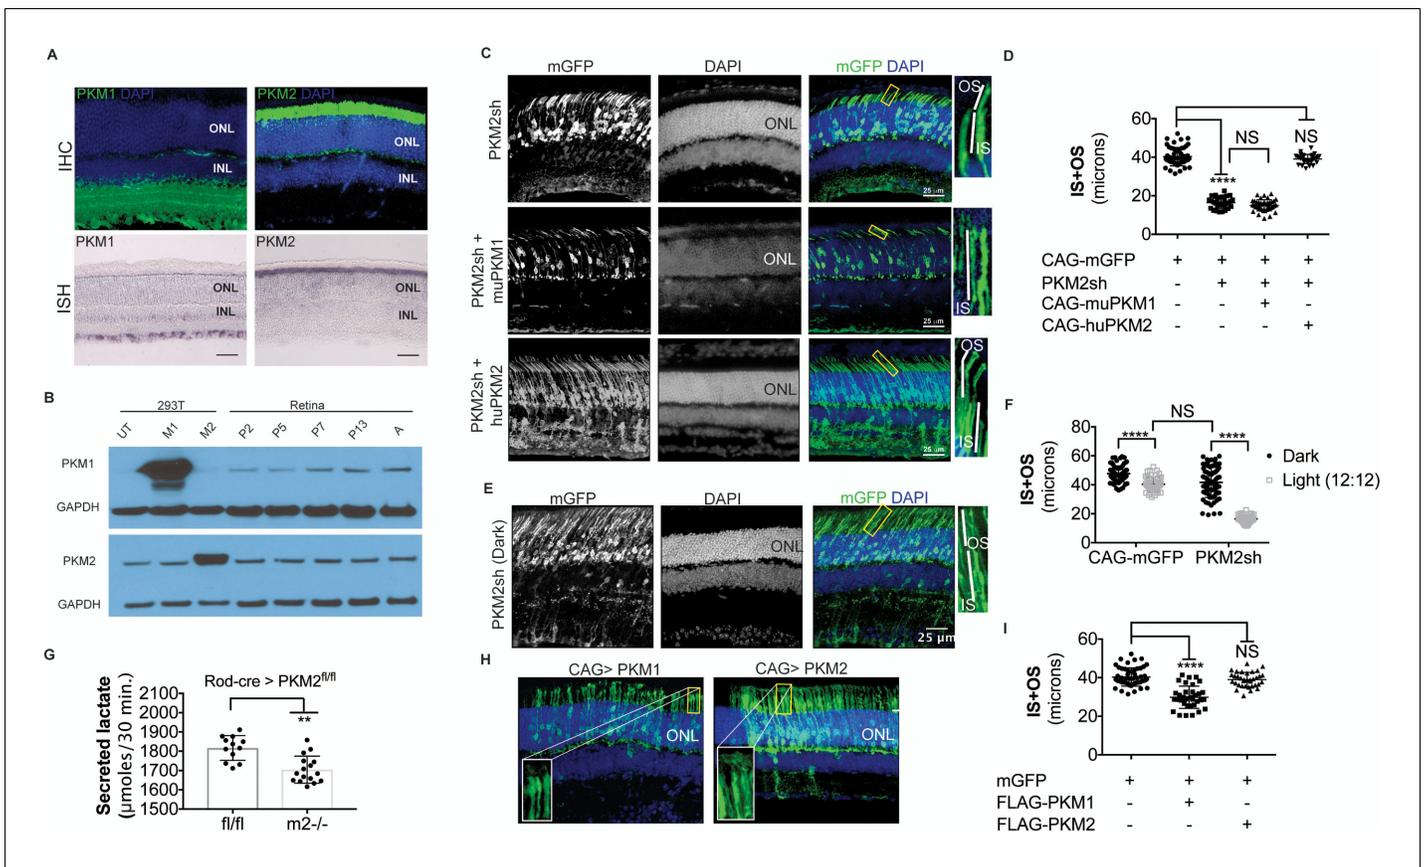 A
PKM1 DAPI
PKM2 DAPI
IHC
ONL
INL
ONL
INL
PKM1
PKM2
ISH
ONL
INL
ONL
INL
B
293T
Retina
UT M1 M2 P2 P5 P7 P13 A
PKM1
GAPDH
PKM2
GAPDH
C
mGFP DAPI mGFP DAPI
PKM2sh
ONL
25 µm
OS
IS
PKM2sh +
muPKM1
ONL
25 µm
IS
PKM2sh +
huPKM2
ONL
25 µm
OS
IS
D
IS+OS
(microns)
60
40
20
0
****
NS
NS
CAG-mGFP + + + +
PKM2sh - + + +
CAG-muPKM1 - - + -
CAG-huPKM2 - - - +
E
mGFP DAPI mGFP DAPI
PKM2sh (Dark)
ONL
25 µm
OS
IS
F
IS+OS
(microns)
80
60
40
20
0
****
NS
****
Dark
Light (12:12)
CAG-mGFP PKM2sh
G
Rod-cre > PKM2fl/fl
Secreted lactate
(µmoles/30 min.)
2100
2000
1900
1800
1700
1600
1500
**
fl/fl m2-/-
H
CAG> PKM1 CAG> PKM2
ONL
ONL
I
IS+OS
(microns)
60
40
20
0
****
NS
mGFP + + +
FLAG-PKM1 - + -
FLAG-PKM2 - - +